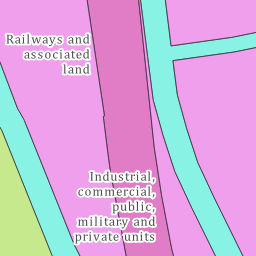 Railways and
associated
land
Industrial,
commercial,
public,
military and
private units